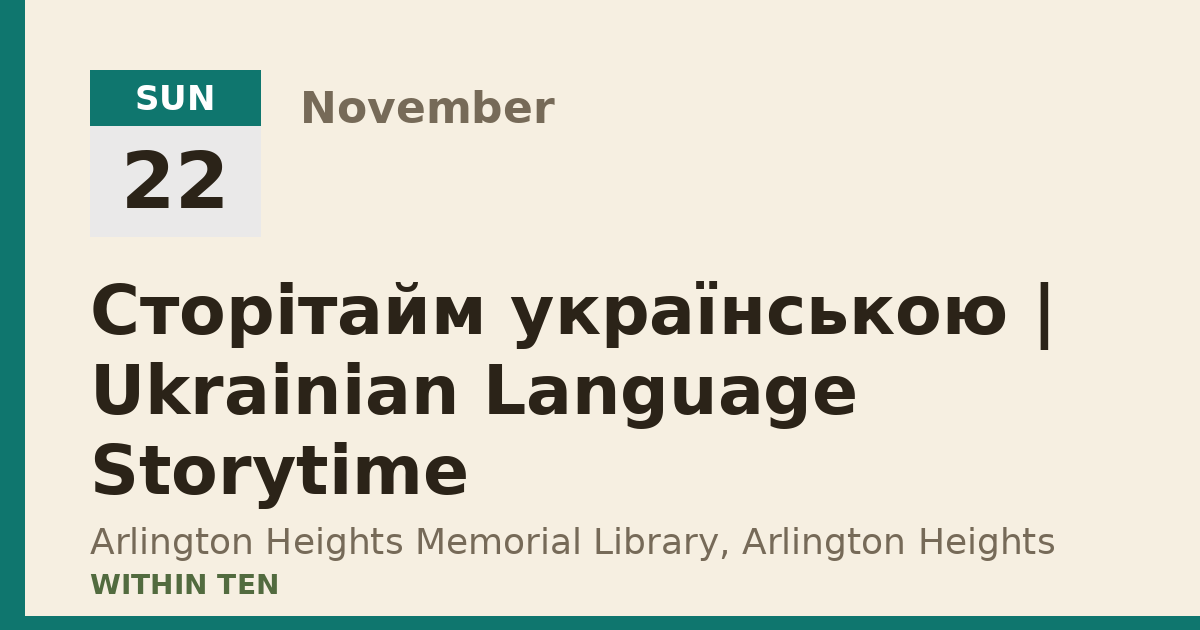 SUN
November
22
Сторітайм українською |
Ukrainian Language
Storytime
Arlington Heights Memorial Library, Arlington Heights
WITHIN TEN